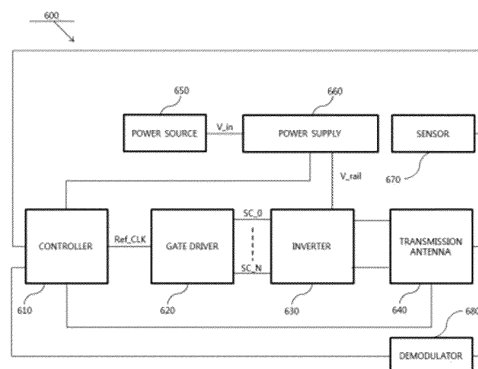 600
650
660
POWER SOURCE
V_in
POWER SUPPLY
SENSOR
V_rail
670
CONTROLLER
Ref_CLK
GATE DRIVER
SC_0
SC_N
INVERTER
TRANSMISSION
ANTENNA
610
620
630
640
680
DEMODULATOR